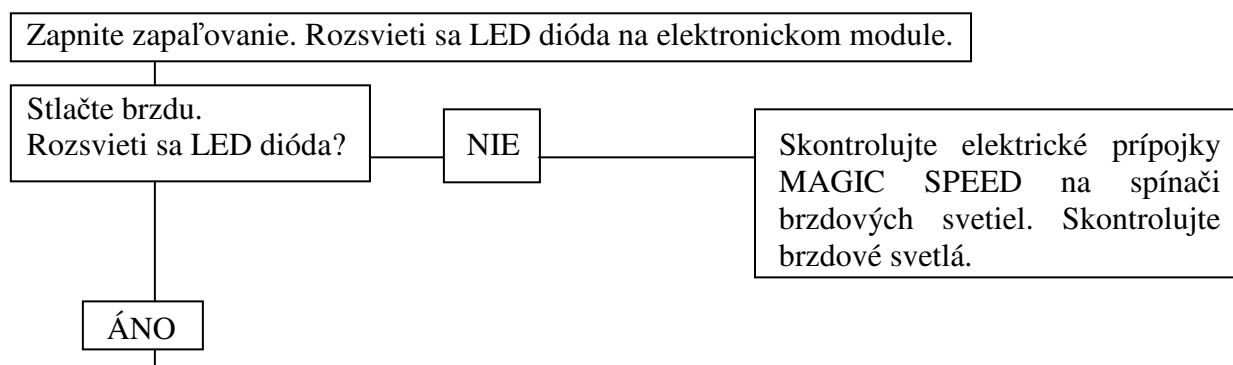 Zapnite zapaľovanie. Rozsvieti sa LED dióda na elektronickom module.
Stlačte brzdu.
Rozsvieti sa LED dióda?
NIE
Skontrolujte elektrické prípojky
MAGIC SPEED na spínači
brzdových svetiel. Skontrolujte
brzdové svetlá.
ÁNO